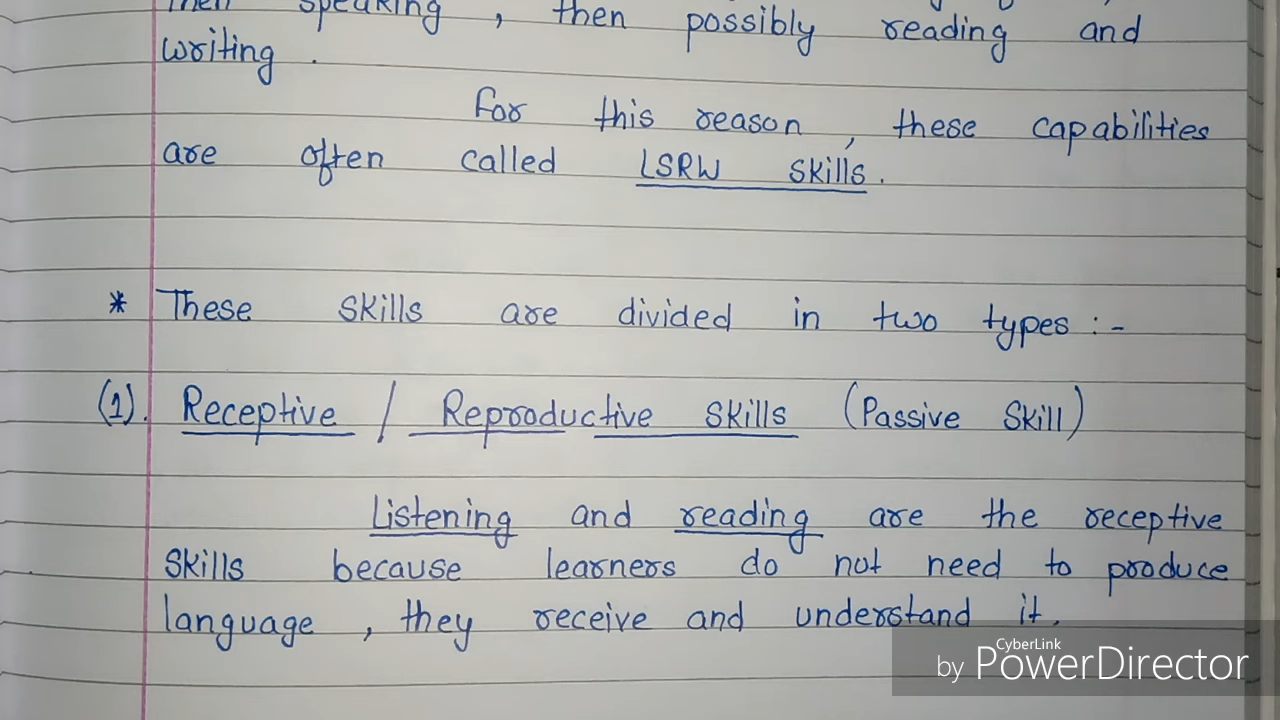 then speaking , then possibly reading and
writing .
For this reason , these capabilities
are often called LSRW skills.
* These skills are divided in two types :-
(1). Receptive / Reproductive skills (Passive Skill)
Listening and reading are the receptive
skills because learners do not need to produce
language , they receive and understand it.
CyberLink
by PowerDirector